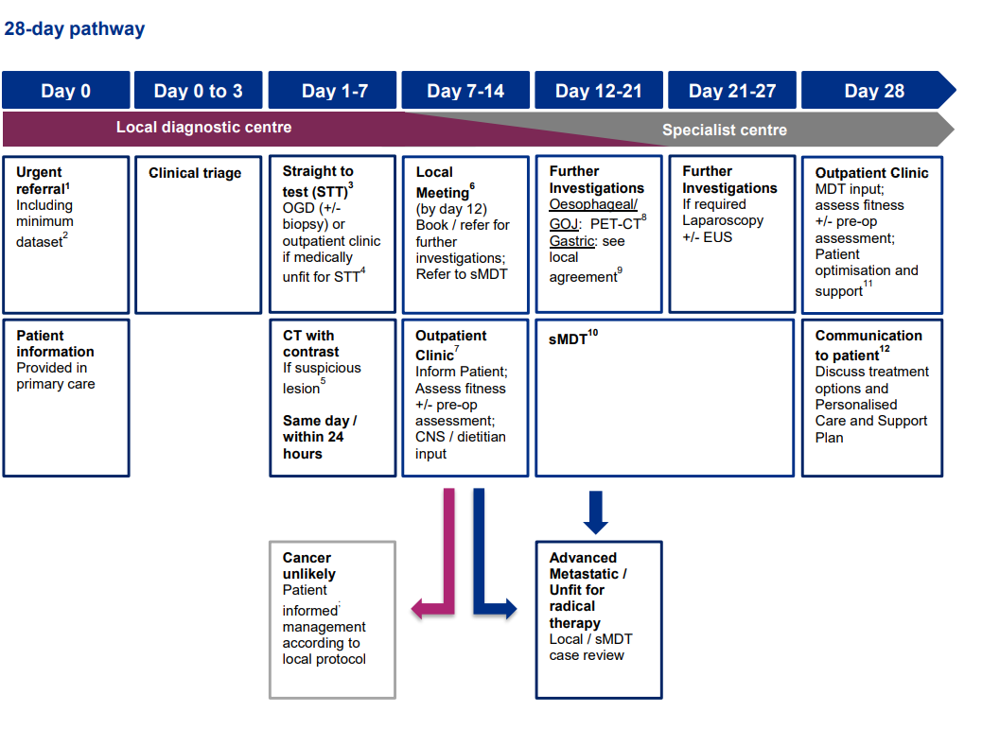 28-day pathway
Day 0
Day 0 to 3
Day 1-7
Day 7-14
Day 12-21
Day 21-27
Day 28
Local diagnostic centre
Specialist centre
Urgent
referral¹
Including
minimum
dataset²
Clinical triage
Straight to
test (STT)³
OGD (+/-
biopsy) or
outpatient clinic
if medically
unfit for STT⁴
Local
Meeting⁶
(by day 12)
Book / refer for
further
investigations;
Refer to sMDT
Further
Investigations
Oesophageal/
GOJ: PET-CT⁸
Gastric: see
local
agreement⁹
Further
Investigations
If required
Laparoscopy
+/- EUS
Outpatient Clinic
MDT input;
assess fitness
+/- pre-op
assessment;
Patient
optimisation and
support¹¹
Patient
information
Provided in
primary care
CT with
contrast
If suspicious
lesion⁵
Same day /
within 24
hours
Outpatient
Clinic⁷
Inform Patient;
Assess fitness
+/- pre-op
assessment;
CNS / dietitian
input
sMDT¹⁰
Communication
to patient¹²
Discuss treatment
options and
Personalised
Care and Support
Plan
Cancer
unlikely
Patient
informed;
management
according to
local protocol
Advanced
Metastatic /
Unfit for
radical
therapy
Local / sMDT
case review